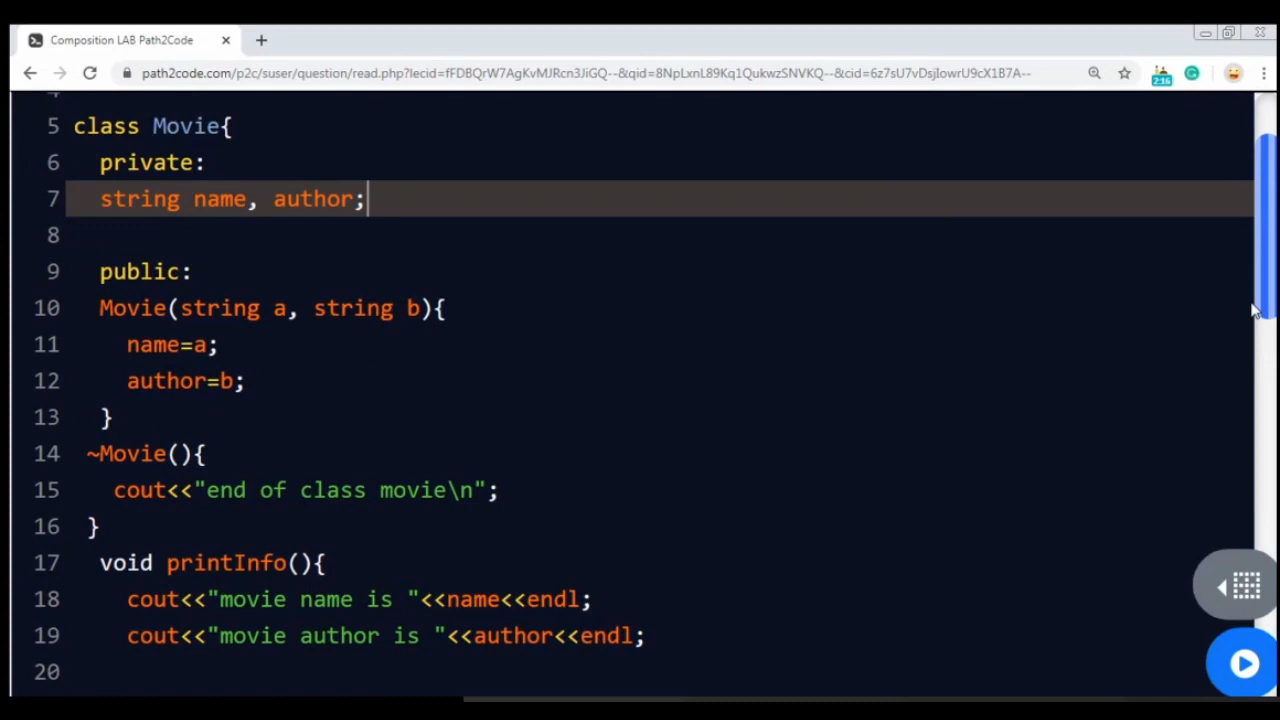 Composition LAB Path2Code
path2code.com/p2c/suser/question/read.php?lecid=fFDBQrW7AgKvMJRcn3JiGQ--&qid=8NpLxnL89Kq1QukwzSNVKQ--&cid=6z7sU7vDsjIowrU9cX1B7A--
2:16
5 class Movie{
6 private:
7 string name, author;
8
9 public:
10 Movie(string a, string b){
11 name=a;
12 author=b;
13 }
14 ~Movie(){
15 cout<<"end of class movie\n";
16 }
17 void printInfo(){
18 cout<<"movie name is "<<name<<endl;
19 cout<<"movie author is "<<author<<endl;
20